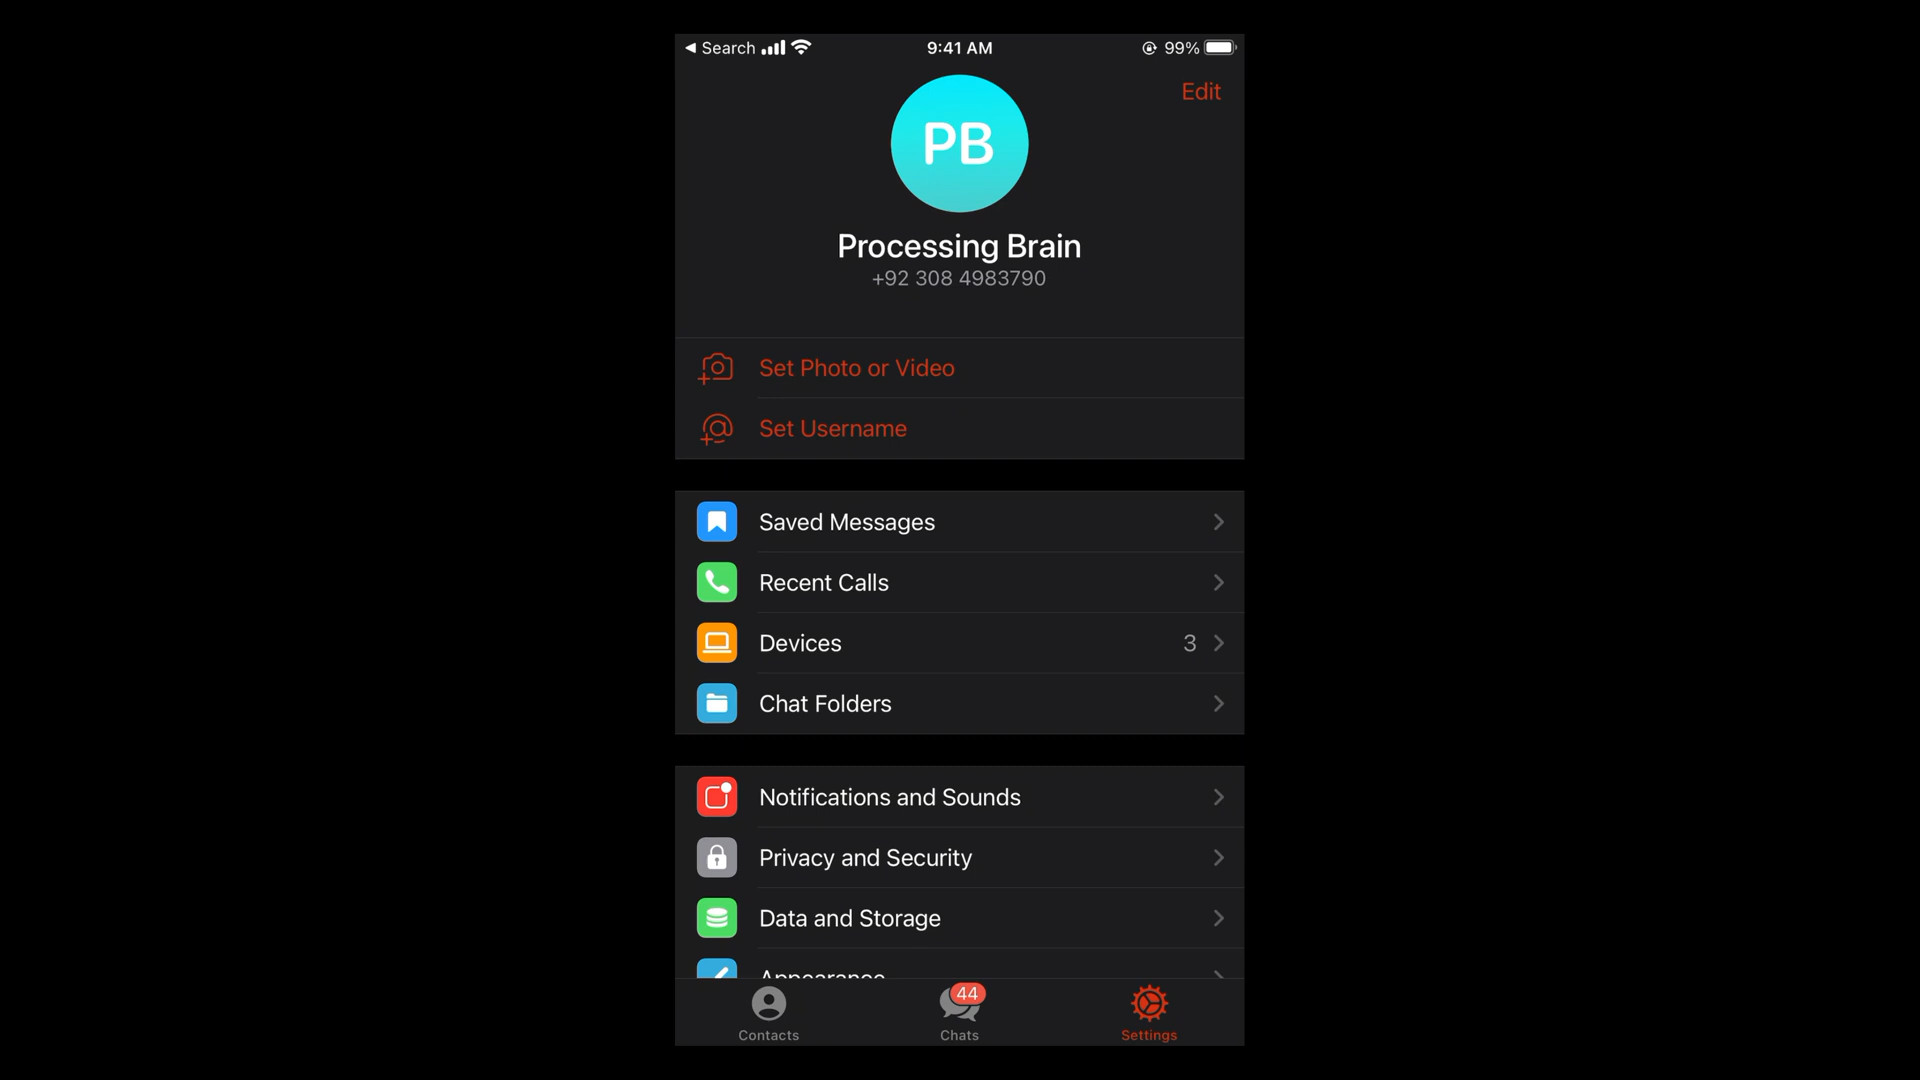 Search
9:41 AM
99%
Edit
PB
Processing Brain
+92 308 4983790
Set Photo or Video
Set Username
Saved Messages
Recent Calls
Devices 3
Chat Folders
Notifications and Sounds
Privacy and Security
Data and Storage
Appearance
44
Contacts
Chats
Settings